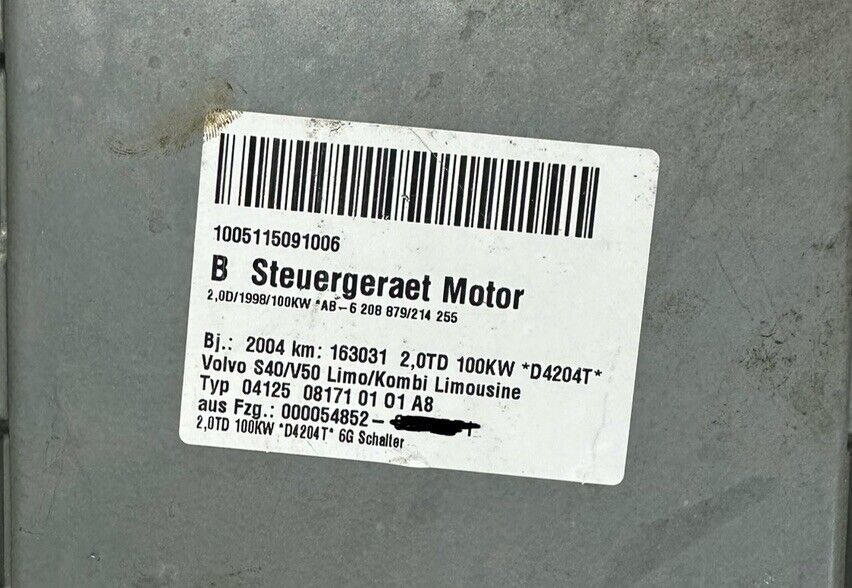 1005115091006
B Steuergeraet Motor
2,0D/1998/100KW *AB-6 208 879/214 255
Bj.: 2004 km: 163031 2,0TD 100KW *D4204T*
Volvo S40/V50 Limo/Kombi Limousine
Typ 04125 08171 01 01 A8
aus Fzg.: 000054852-
2,0TD 100KW *D4204T* 6G Schalter